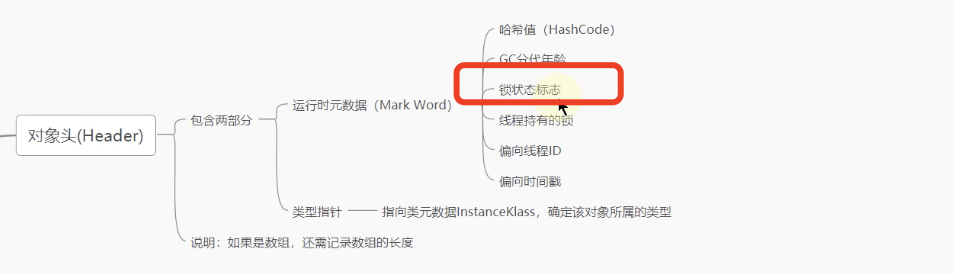 哈希值（HashCode）
GC分代年龄
锁状态标志
运行时元数据（Mark Word）
线程持有的锁
包含两部分
对象头(Header)
偏向线程ID
偏向时间戳
类型指针
指向类元数据InstanceKlass，确定该对象所属的类型
说明：如果是数组，还需记录数组的长度